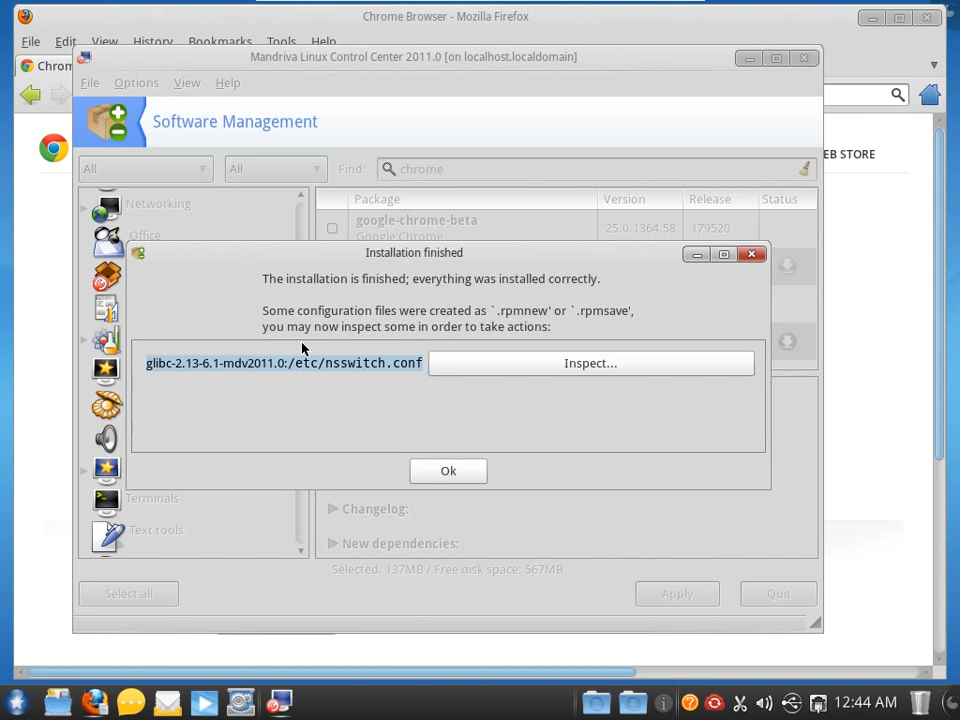 Chrome Browser - Mozilla Firefox
File Edit View History Bookmarks Tools Help
Chrom
Mandriva Linux Control Center 2011.0 [on localhost.localdomain]
File Options View Help
Software Management
EB STORE
All All Find: chrome
Package Version Release Status
Networking
google-chrome-beta 25.0.1364.58 179520
Google Chrome
Office
Installation finished
The installation is finished; everything was installed correctly.
Some configuration files were created as `.rpmnew' or `.rpmsave',
you may now inspect some in order to take actions:
glibc-2.13-6.1-mdv2011.0:/etc/nsswitch.conf Inspect...
Ok
Terminals
Changelog:
Text tools
New dependencies:
Selected: 137MB / Free disk space: 567MB
Select all Apply Quit
12:44 AM